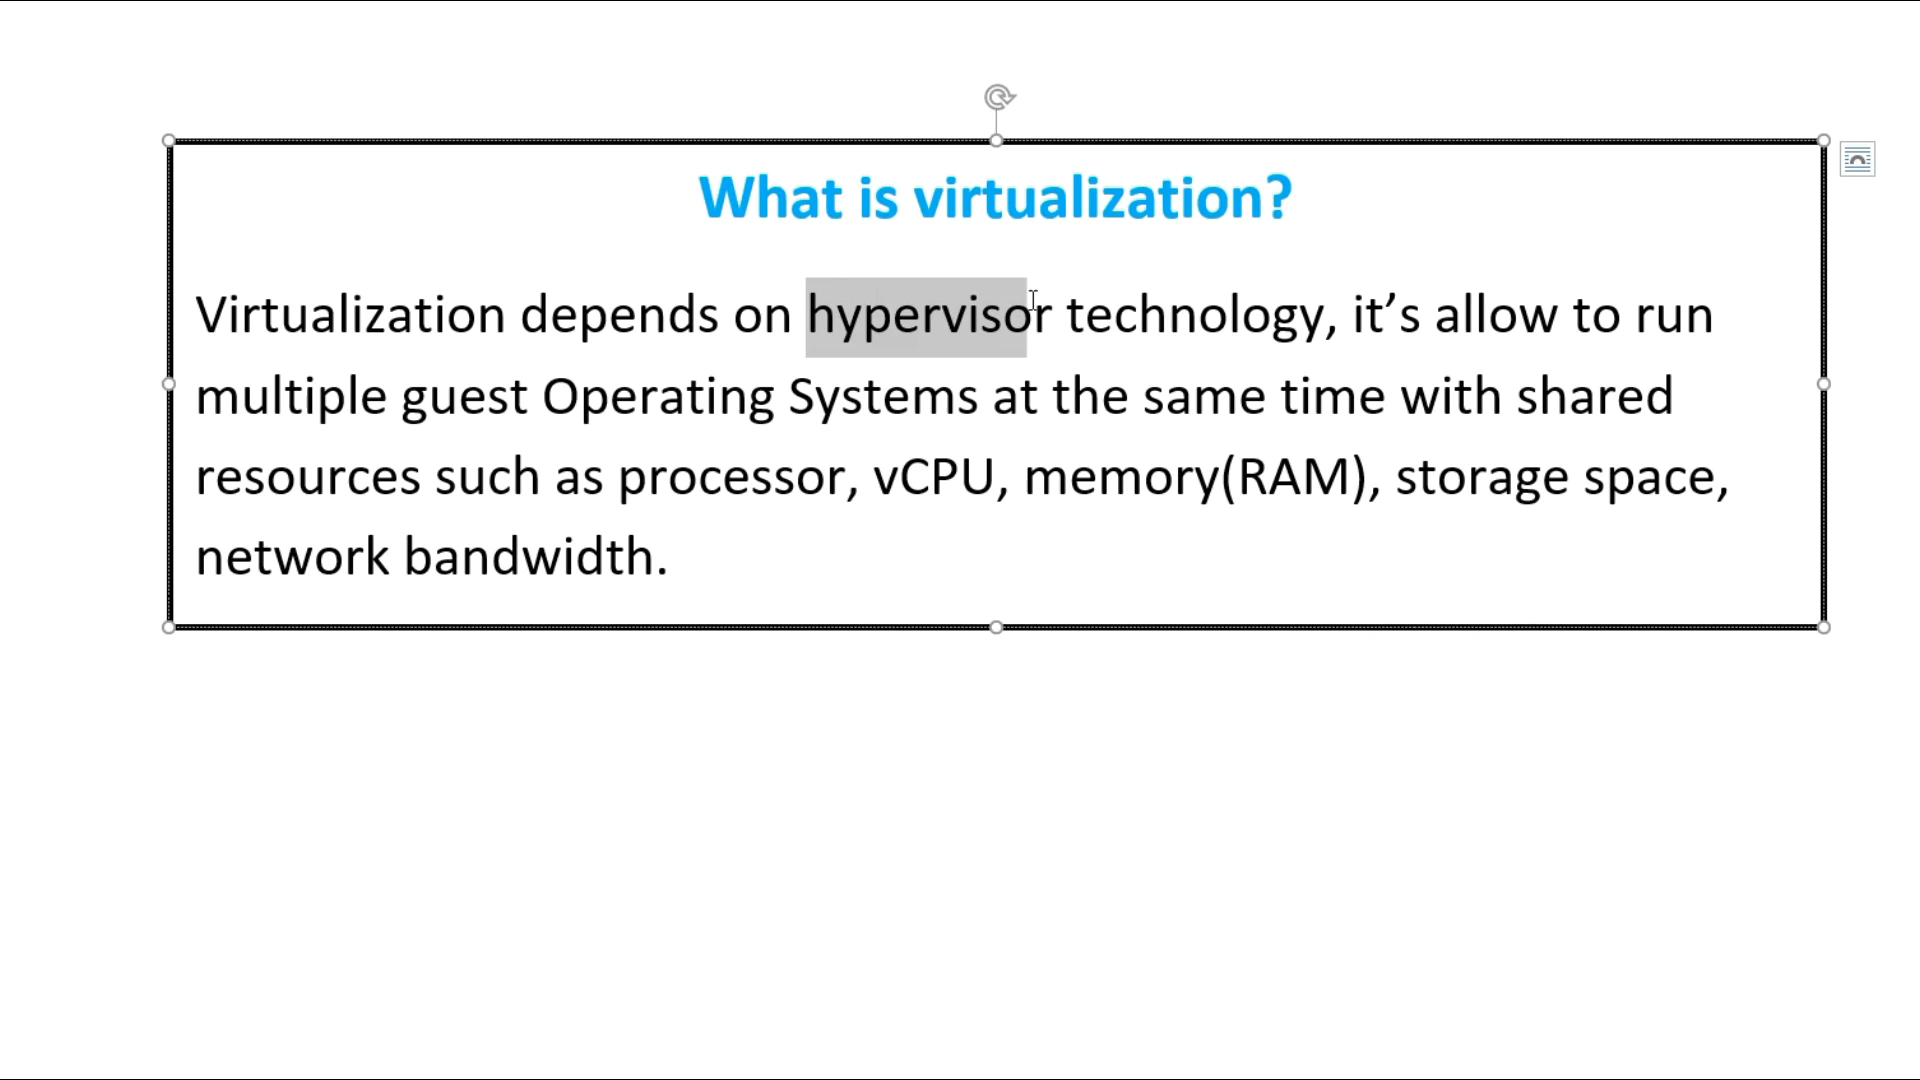 What is virtualization?
Virtualization depends on hypervisor technology, it’s allow to run
multiple guest Operating Systems at the same time with shared
resources such as processor, vCPU, memory(RAM), storage space,
network bandwidth.